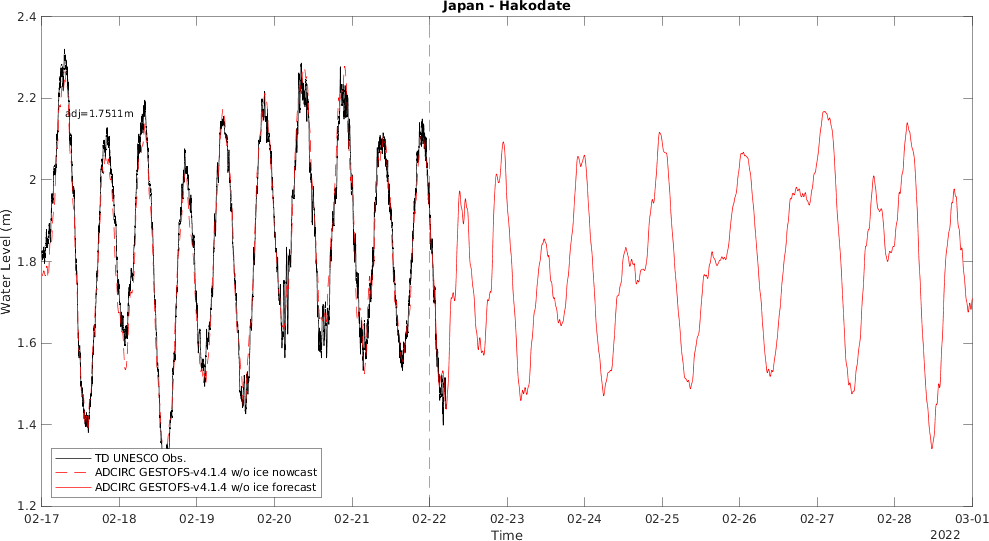 Japan - Hakodate
2.4
2.2
2
1.8
1.6
1.4
1.2
Water Level (m)
adj=1.7511m
TD UNESCO Obs.
ADCIRC GESTOFS-v4.1.4 w/o ice nowcast
ADCIRC GESTOFS-v4.1.4 w/o ice forecast
02-17 02-18 02-19 02-20 02-21 02-22 02-23 02-24 02-25 02-26 02-27 02-28 03-01
Time
2022